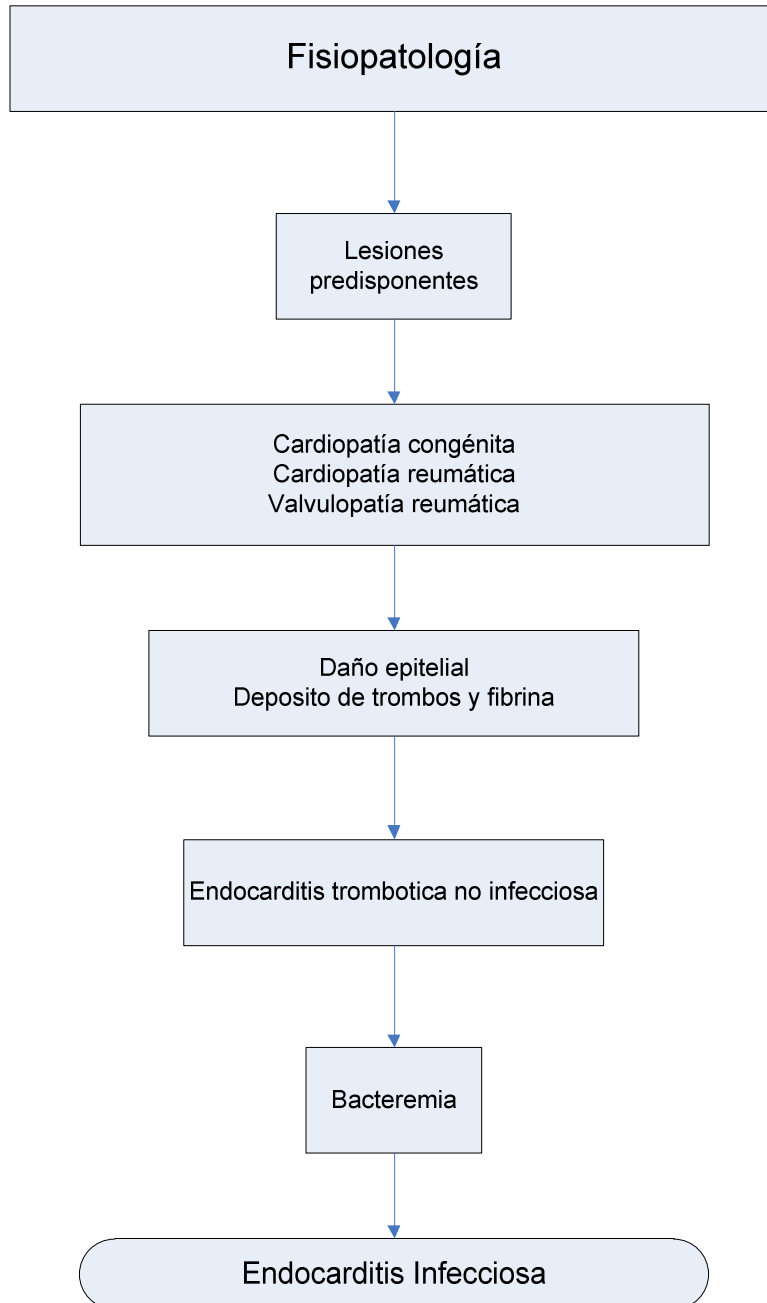 Fisiopatología
Lesiones
predisponentes
Cardiopatía congénita
Cardiopatía reumática
Valvulopatía reumática
Daño epitelial
Deposito de trombos y fibrina
Endocarditis trombotica no infecciosa
Bacteremia
Endocarditis Infecciosa